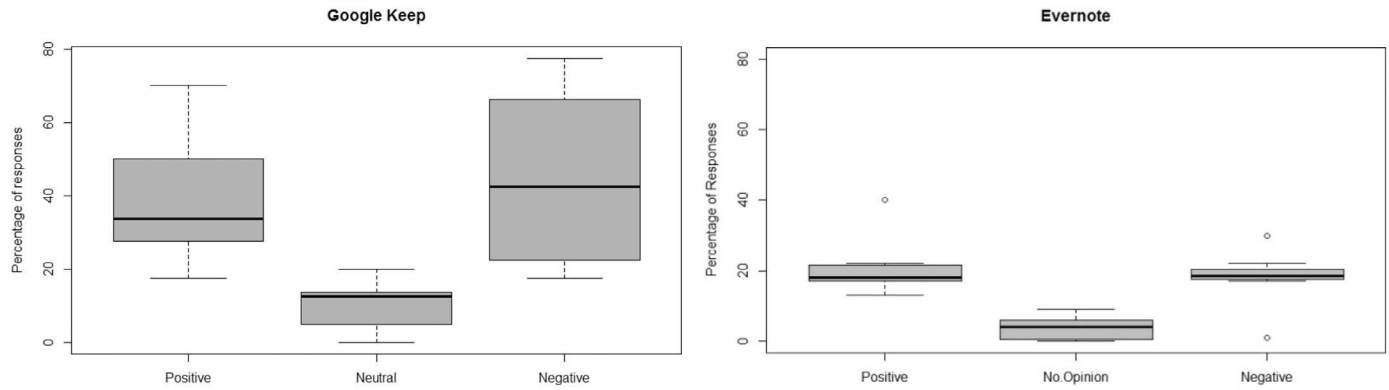 Google Keep
Percentage of responses
80
60
40
20
0
Positive Neutral Negative
Evernote
Percentage of Responses
80
60
40
20
0
Positive No.Opinion Negative